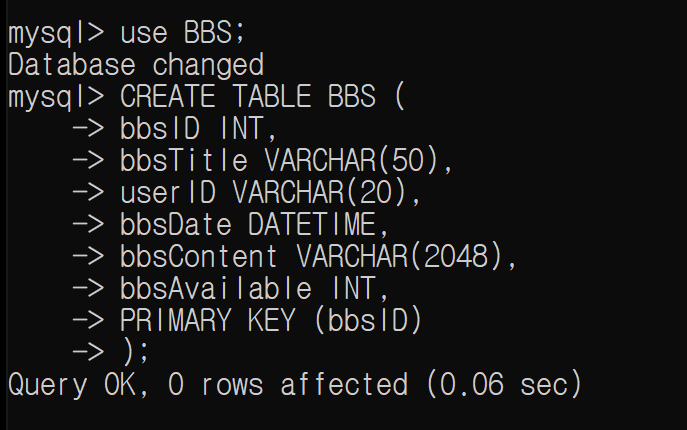 mysql> use BBS;
Database changed
mysql> CREATE TABLE BBS (
    -> bbsID INT,
    -> bbsTitle VARCHAR(50),
    -> userID VARCHAR(20),
    -> bbsDate DATETIME,
    -> bbsContent VARCHAR(2048),
    -> bbsAvailable INT,
    -> PRIMARY KEY (bbsID)
    -> );
Query OK, 0 rows affected (0.06 sec)